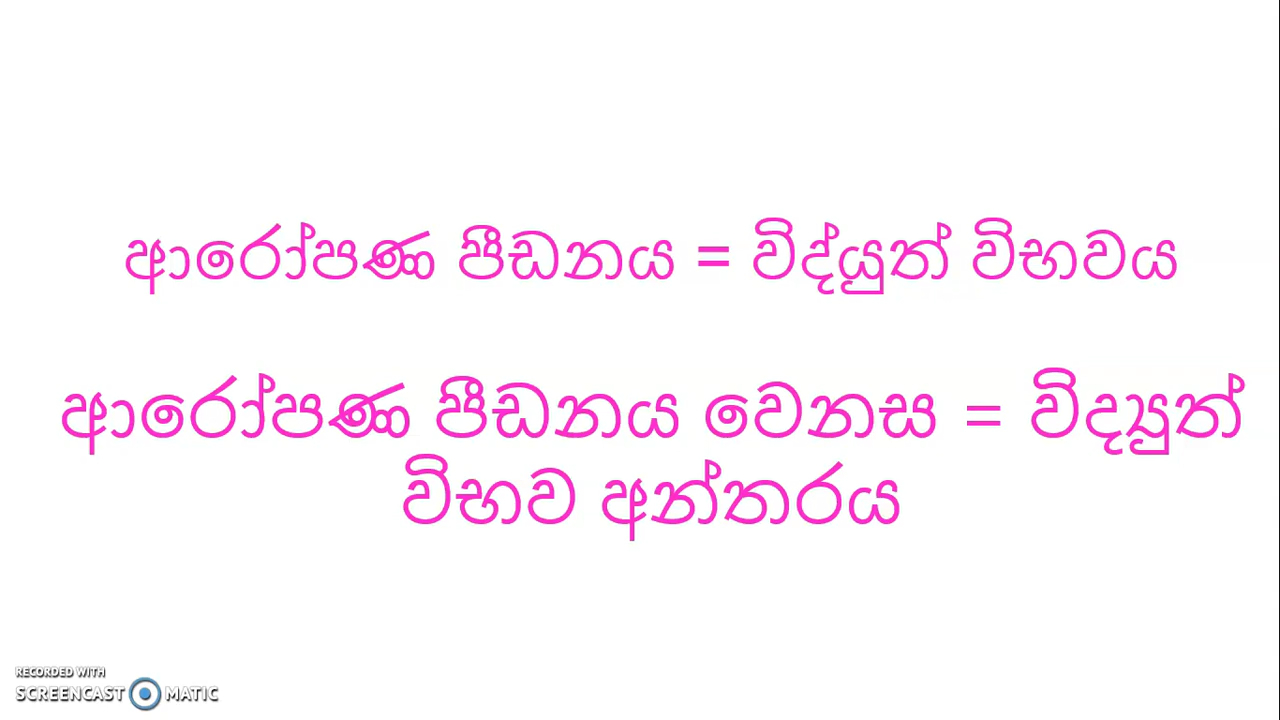 ආරෝපණ පීඩනය = විද්යුත් විභවය
ආරෝපණ පීඩනය වෙනස = විද්‍යුත්
විභව අන්තරය
RECORDED WITH
SCREENCAST MATIC